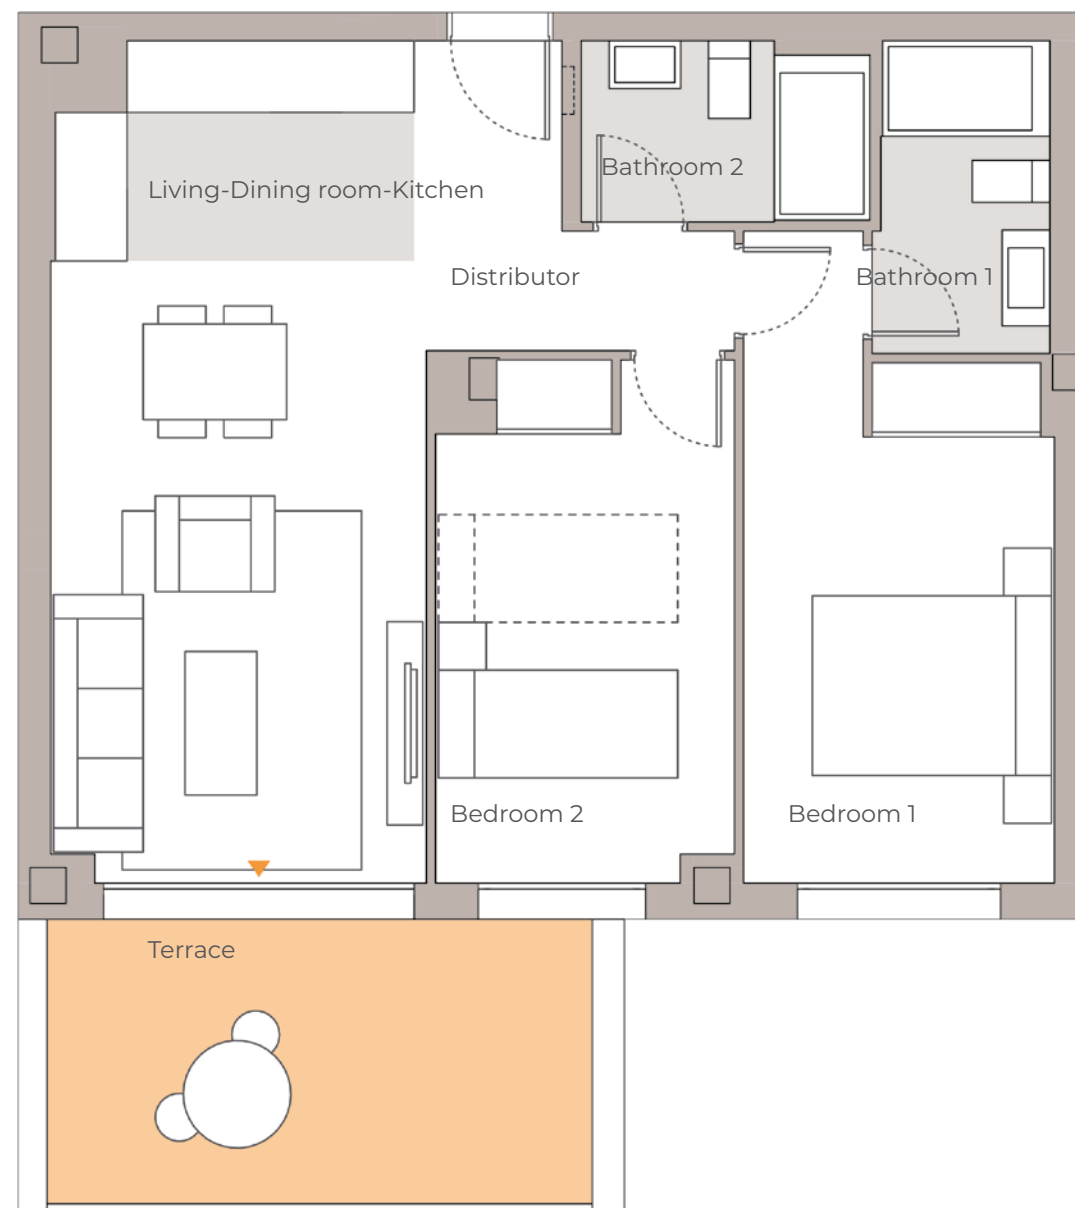 Bathroom 2
Living-Dining room-Kitchen
Distributor
Bathroom 1
Bedroom 2
Bedroom 1
Terrace